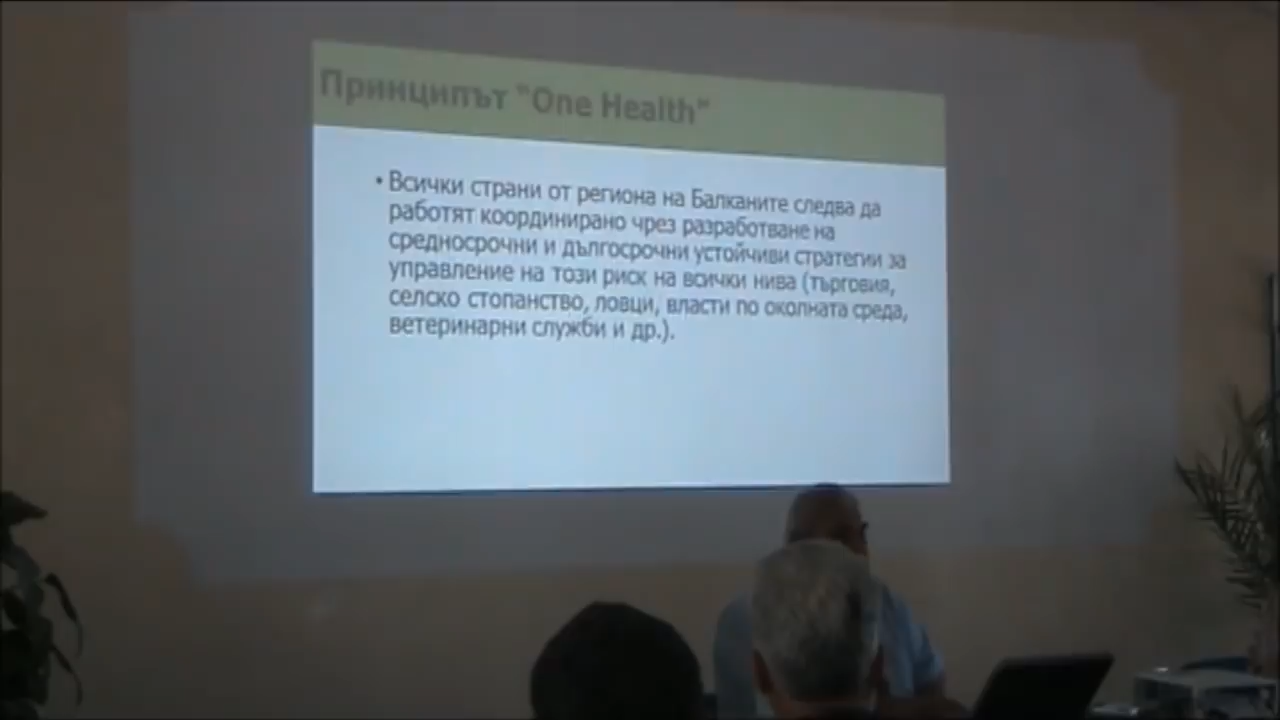 Принципът "One Health"
• Всички страни от региона на Балканите следва да
работят координирано чрез разработване на
средносрочни и дългосрочни устойчиви стратегии за
управление на този риск на всички нива (търговия,
селско стопанство, ловци, власти по околната среда,
ветеринарни служби и др.).